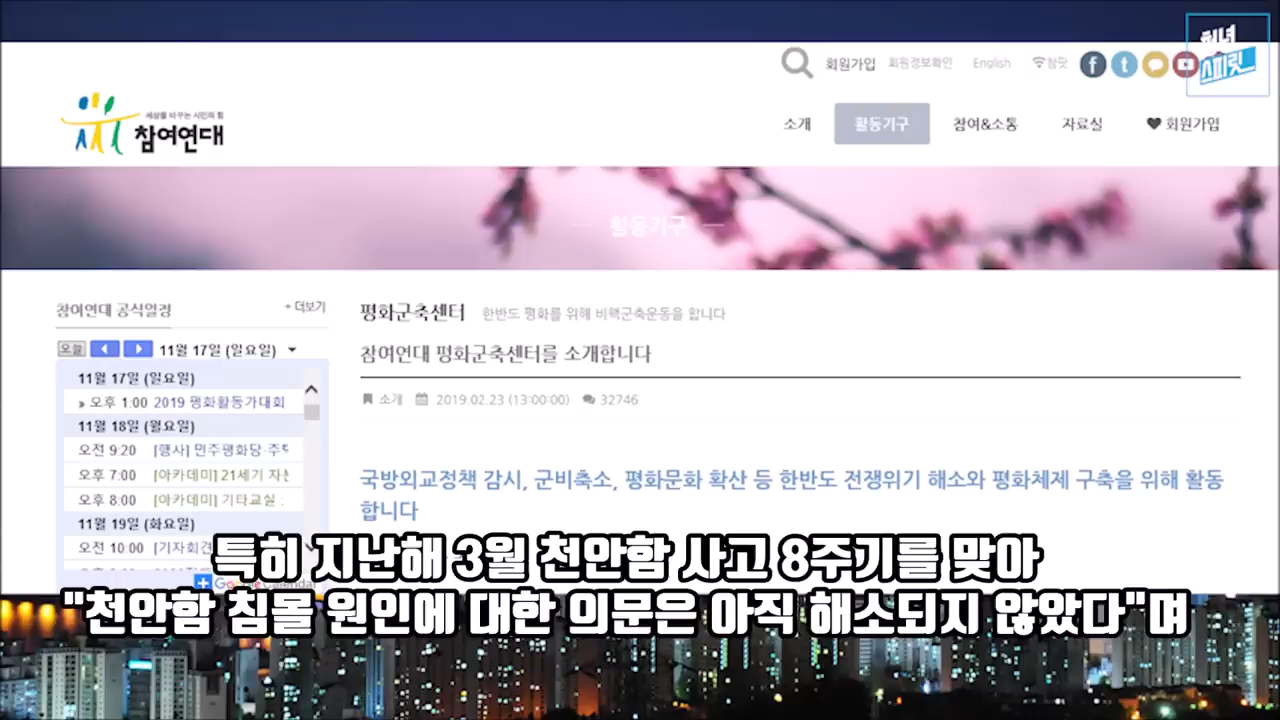 회원가입 회원정보확인 English 참팟
희년
스피릿
세상을 바꾸는 시민의 힘
참여연대
소개 활동기구 참여&소통 자료실 ♥ 회원가입
활동기구
참여연대 공식일정 + 더보기
오늘 11월 17일 (일요일)
11월 17일 (일요일)
» 오후 1:00 2019 평화활동가대회
11월 18일 (월요일)
오전 9:20 [행사] 민주평화당·주택
오후 7:00 [아카데미] 21세기 자본
오후 8:00 [아카데미] 기타교실
11월 19일 (화요일)
오전 10:00 [기자회견
Google Calendar
평화군축센터 한반도 평화를 위해 비핵군축운동을 합니다
참여연대 평화군축센터를 소개합니다
소개 2019.02.23 (13:00:00) 32746
국방외교정책 감시, 군비축소, 평화문화 확산 등 한반도 전쟁위기 해소와 평화체제 구축을 위해 활동
합니다
특히 지난해 3월 천안함 사고 8주기를 맞아
"천안함 침몰 원인에 대한 의문은 아직 해소되지 않았다"며